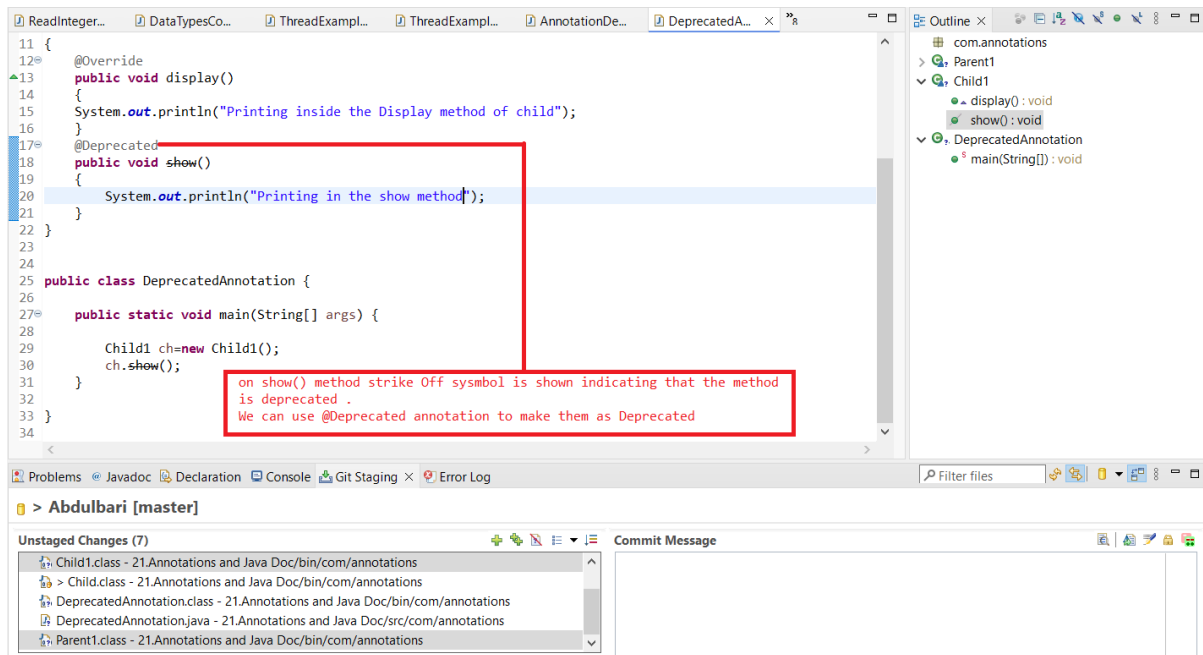 ReadInteger... DataTypesCo... ThreadExampl... ThreadExampl... AnnotationDe... DeprecatedA... »8
11 {
12 @Override
13 public void display()
14 {
15 System.out.println("Printing inside the Display method of child");
16 }
17 @Deprecated
18 public void show()
19 {
20 System.out.println("Printing in the show method");
21 }
22 }
23
24
25 public class DeprecatedAnnotation {
26
27 public static void main(String[] args) {
28
29 Child1 ch=new Child1();
30 ch.show();
31 }
32
33 }
34
on show() method strike Off sysmbol is shown indicating that the method
is deprecated .
We can use @Deprecated annotation to make them as Deprecated
Outline
com.annotations
Parent1
Child1
display() : void
show() : void
DeprecatedAnnotation
main(String[]) : void
Problems Javadoc Declaration Console Git Staging Error Log
Filter files
> Abdulbari [master]
Unstaged Changes (7)
Child1.class - 21.Annotations and Java Doc/bin/com/annotations
> Child.class - 21.Annotations and Java Doc/bin/com/annotations
DeprecatedAnnotation.class - 21.Annotations and Java Doc/bin/com/annotations
DeprecatedAnnotation.java - 21.Annotations and Java Doc/src/com/annotations
Parent1.class - 21.Annotations and Java Doc/bin/com/annotations
Commit Message